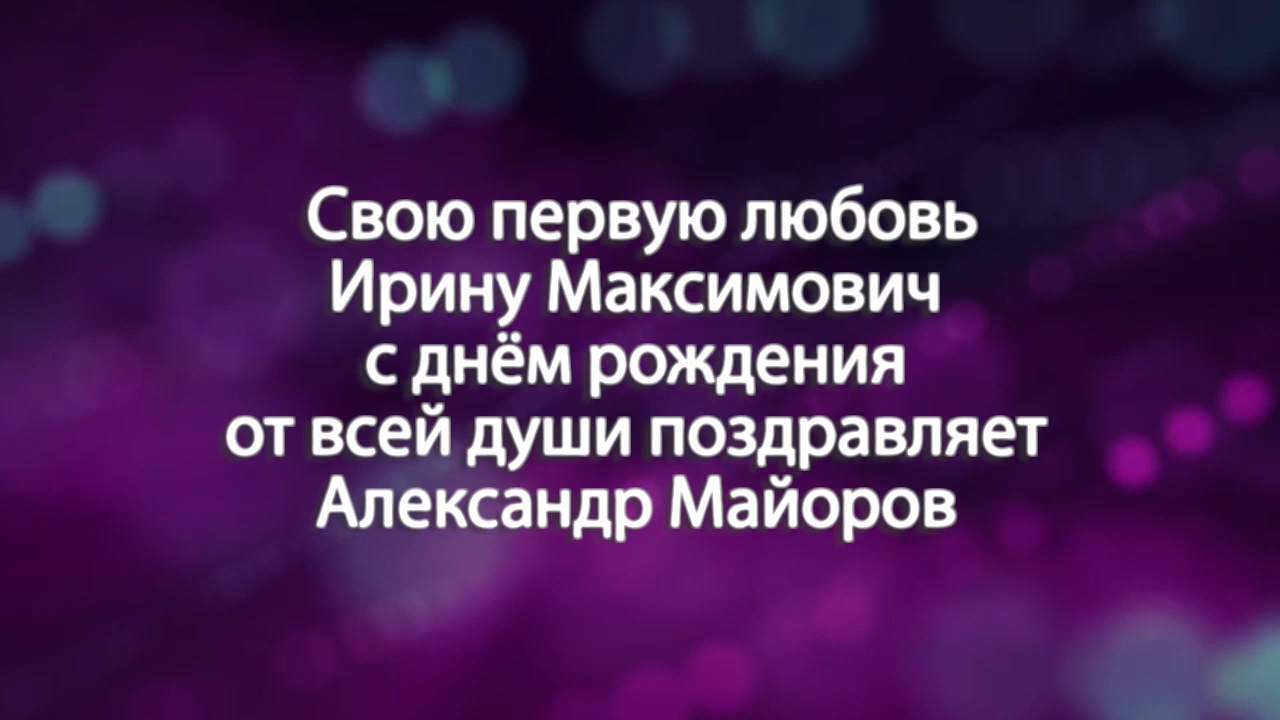 Свою первую любовь
Ирину Максимович
с днём рождения
от всей души поздравляет
Александр Майоров